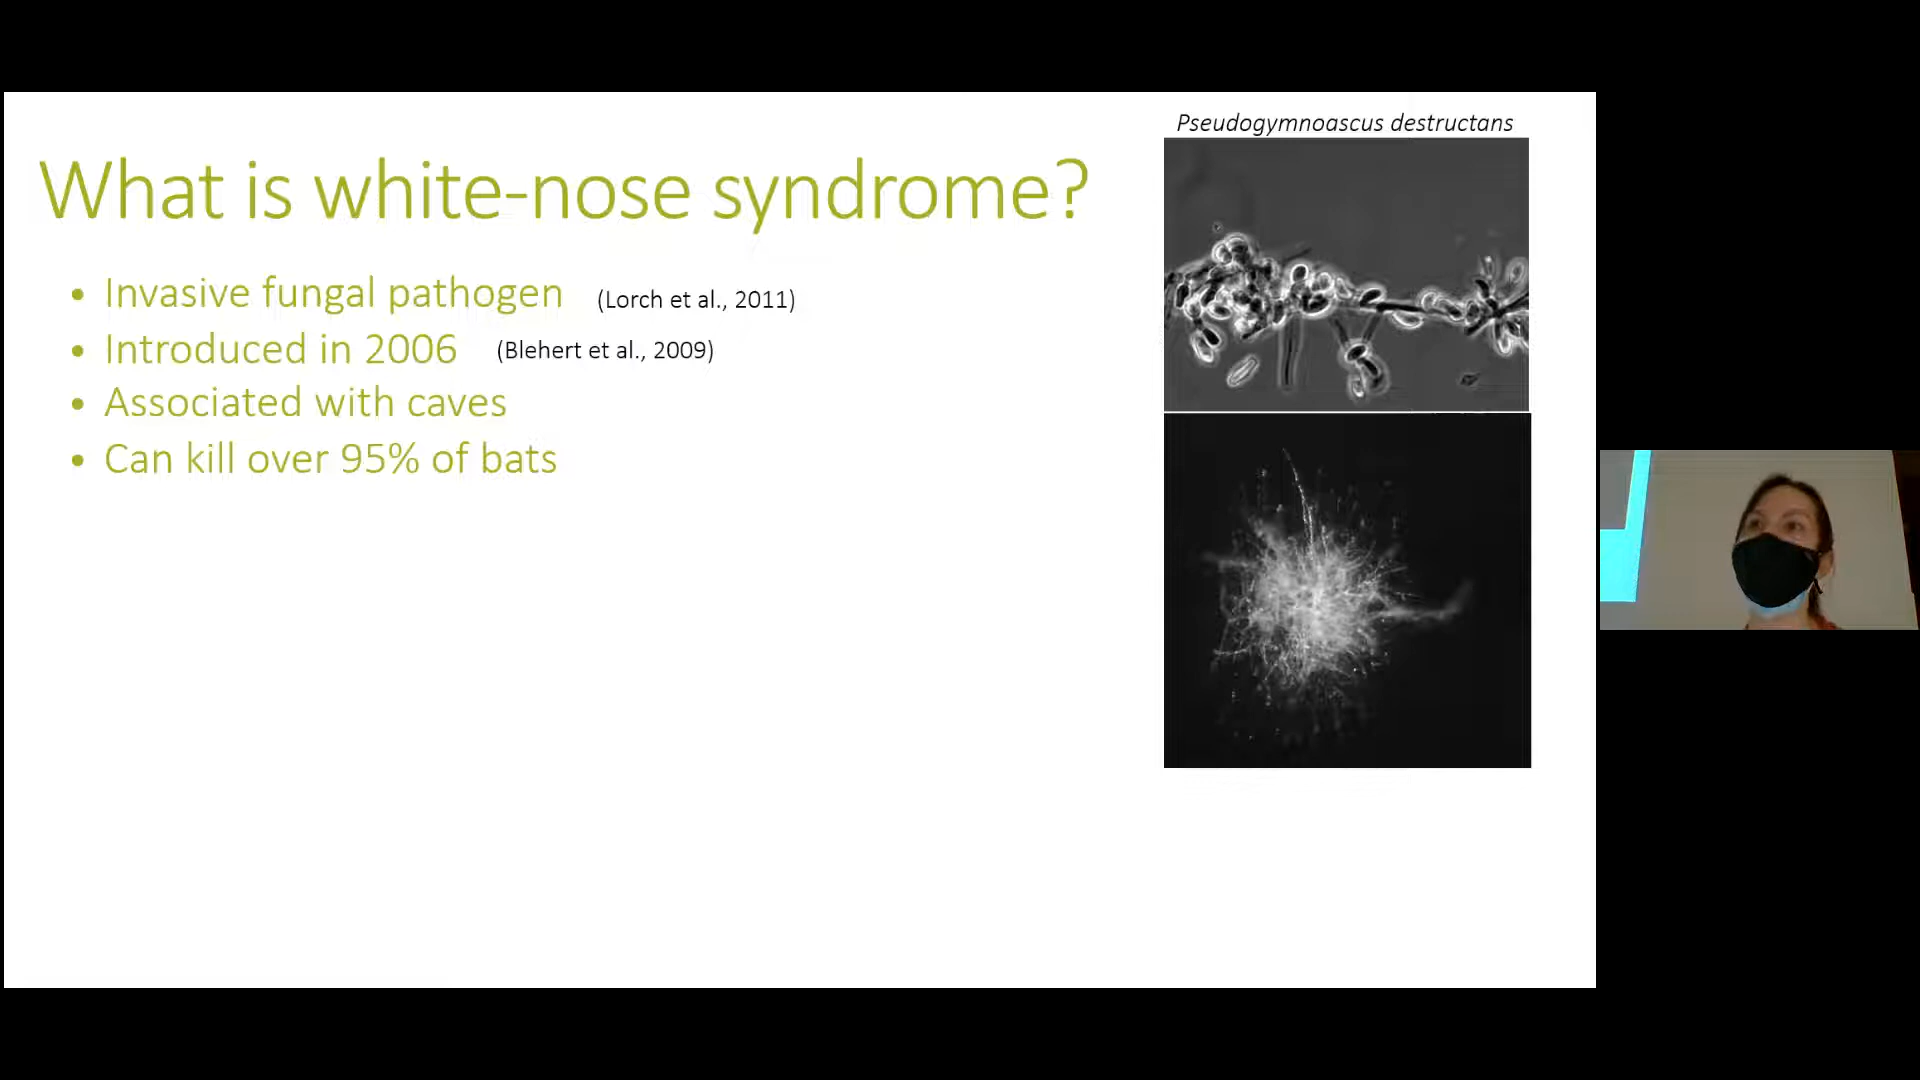 Pseudogymnoascus destructans
What is white-nose syndrome?
• Invasive fungal pathogen (Lorch et al., 2011)
• Introduced in 2006 (Blehert et al., 2009)
• Associated with caves
• Can kill over 95% of bats